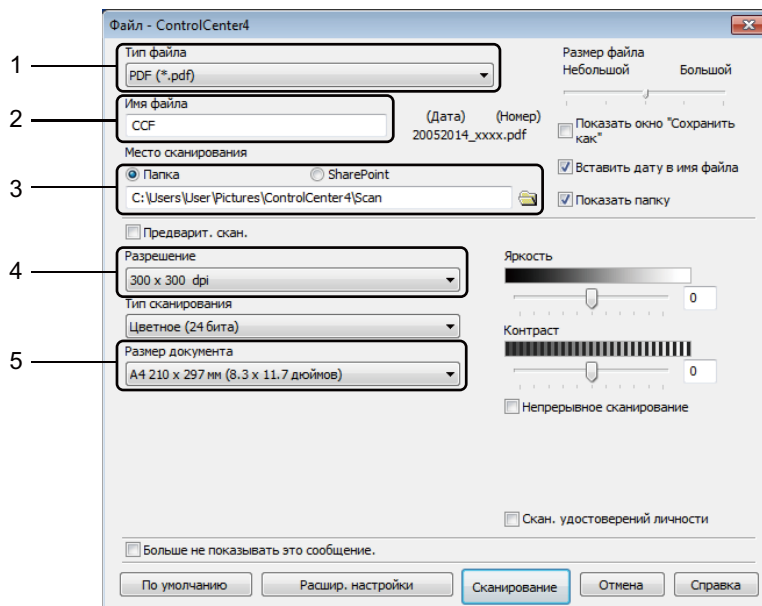 Файл - ControlCenter4
1
Тип файла
PDF (*.pdf)
Размер файла
Небольшой Большой
2
Имя файла
CCF
(Дата) (Номер)
20052014_xxxx.pdf
Показать окно "Сохранить
как"
Вставить дату в имя файла
Показать папку
Место сканирования
3
Папка SharePoint
C:\Users\User\Pictures\ControlCenter4\Scan
Предварит. скан.
4
Разрешение
300 x 300 dpi
Тип сканирования
Цветное (24 бита)
5
Размер документа
A4 210 x 297 мм (8.3 x 11.7 дюймов)
Яркость
0
Контраст
0
Непрерывное сканирование
Скан. удостоверений личности
Больше не показывать это сообщение.
По умолчанию Расшир. настройки Сканирование Отмена Справка